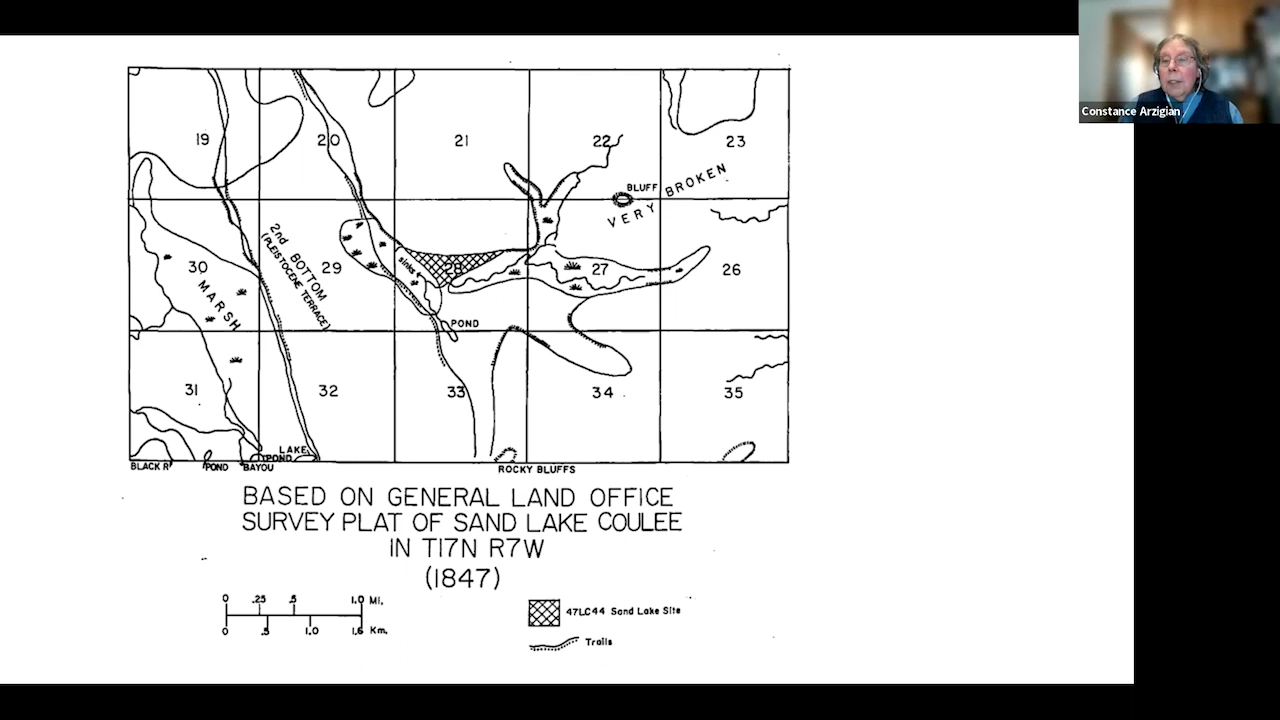 Constance Arzigian
19
20
21
22
23
BLUFF
VERY BROKEN
2nd BOTTOM
(PLEISTOCENE TERRACE)
30
29
sinks
28
27
26
MARSH
POND
31
32
33
34
35
LAKE
POND
BLACK R
POND
BAYOU
ROCKY BLUFFS
BASED ON GENERAL LAND OFFICE
SURVEY PLAT OF SAND LAKE COULEE
IN T17N R7W
(1847)
0 .25 .5 1.0 Mi.
0 .5 1.0 1.6 Km.
47LC44 Sand Lake Site
Trails